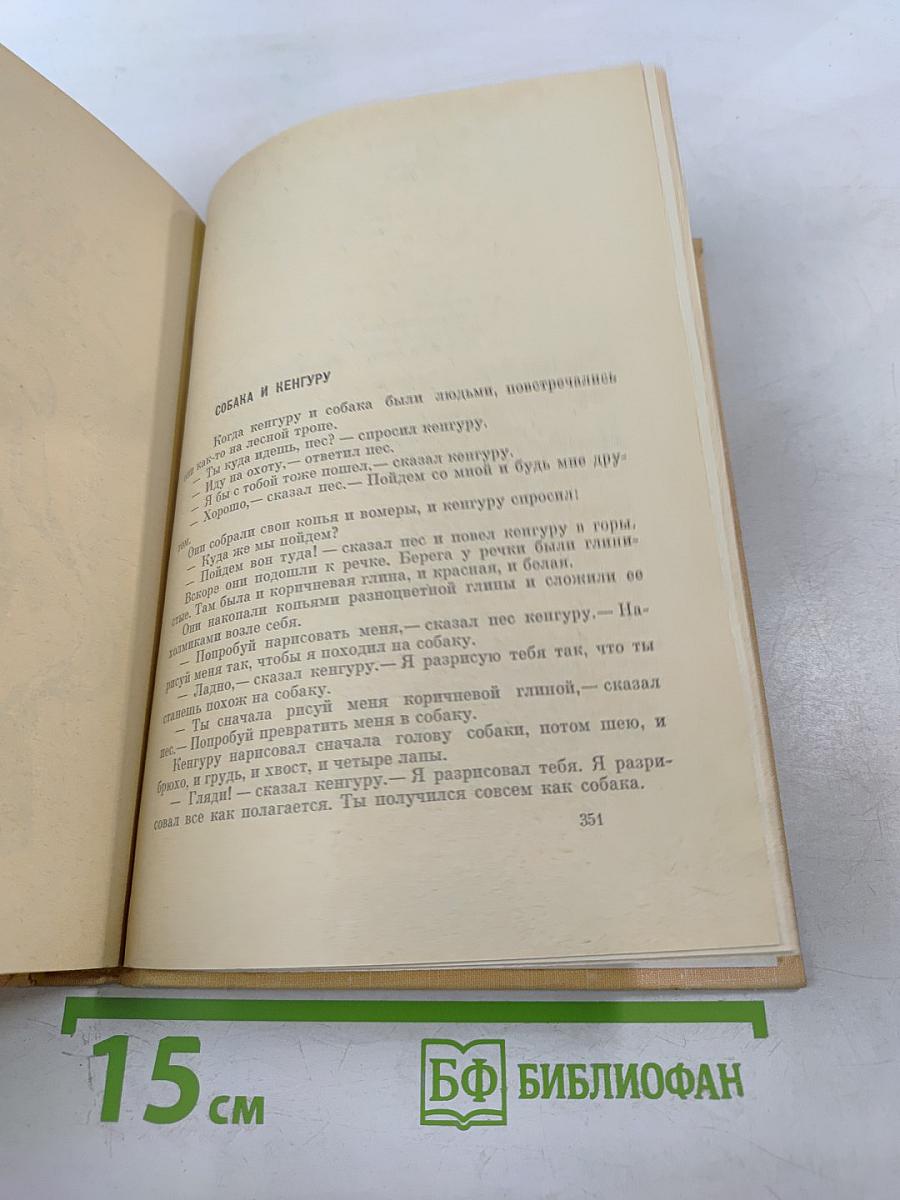 СОБАКА И КЕНГУРУ
Когда кенгуру и собака были людьми, повстречались
они как-то на лесной тропе.
— Ты куда идешь, пес? — спросил кенгуру.
— Иду на охоту,— ответил пес.
— Я бы с тобой тоже пошел,— сказал кенгуру.
— Хорошо,— сказал пес.— Пойдем со мной и будь мне дру-
гом.
Они собрали свои копья и вомеры, и кенгуру спросил:
— Куда же мы пойдем?
— Пойдем вон туда! — сказал пес и повел кенгуру в горы.
Вскоре они подошли к речке. Берега у речки были глини-
стые. Там была и коричневая глина, и красная, и белая.
Они накопали копьями разноцветной глины и сложили ее
холмиками возле себя.
— Попробуй нарисовать меня,— сказал пес кенгуру.— На-
рисуй меня так, чтобы я походил на собаку.
— Ладно,— сказал кенгуру.— Я разрисую тебя так, что ты
станешь похож на собаку.
— Ты сначала рисуй меня коричневой глиной,— сказал
пес.— Попробуй превратить меня в собаку.
Кенгуру нарисовал сначала голову собаки, потом шею, и
брюхо, и грудь, и хвост, и четыре лапы.
— Гляди! — сказал кенгуру.— Я разрисовал тебя. Я разри-
совал все как полагается. Ты получился совсем как собака.
351
15 см
БФ БИБЛИОФАН